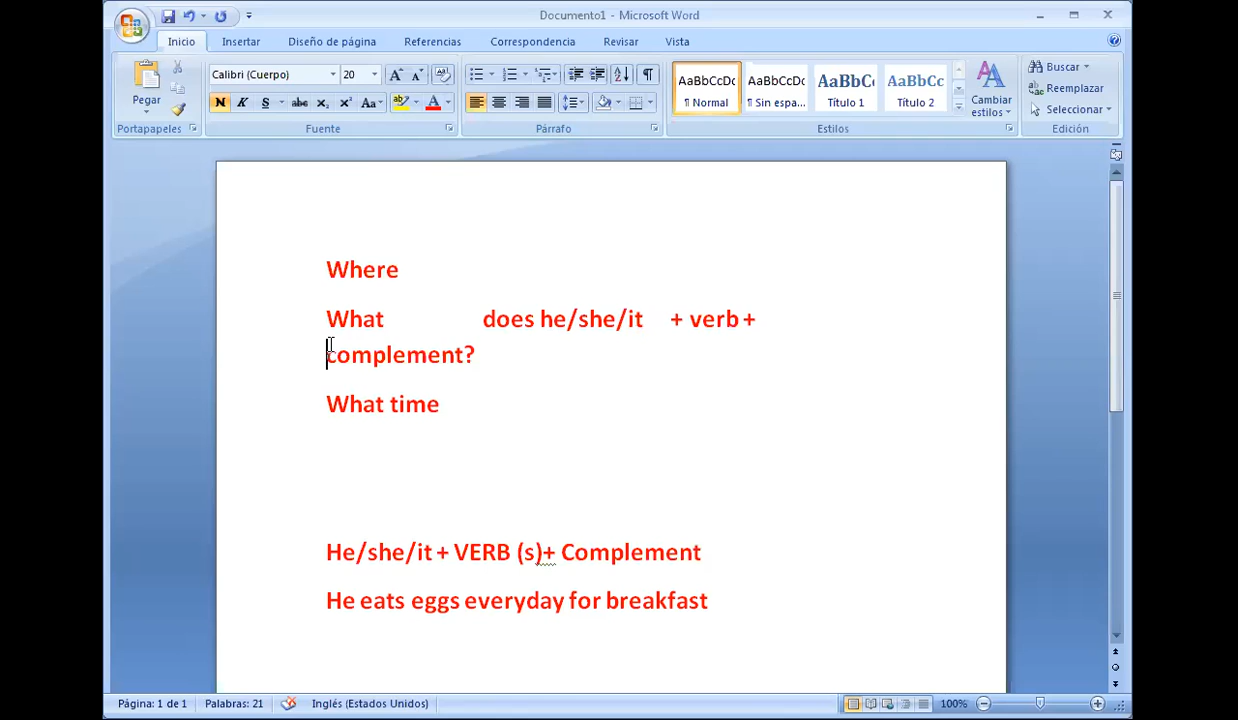 Documento1 - Microsoft Word
Inicio Insertar Diseño de página Referencias Correspondencia Revisar Vista
Pegar
Calibri (Cuerpo) 20
N K S abc x₂ x² Aa
AaBbCcDc AaBbCcDc AaBbC AaBbCc
¶ Normal ¶ Sin espa... Título 1 Título 2
Cambiar estilos
Buscar
Reemplazar
Seleccionar
Portapapeles Fuente Párrafo Estilos Edición
Where
What does he/she/it + verb +
complement?
What time
He/she/it + VERB (s)+ Complement
He eats eggs everyday for breakfast
Página: 1 de 1 Palabras: 21 Inglés (Estados Unidos) 100%